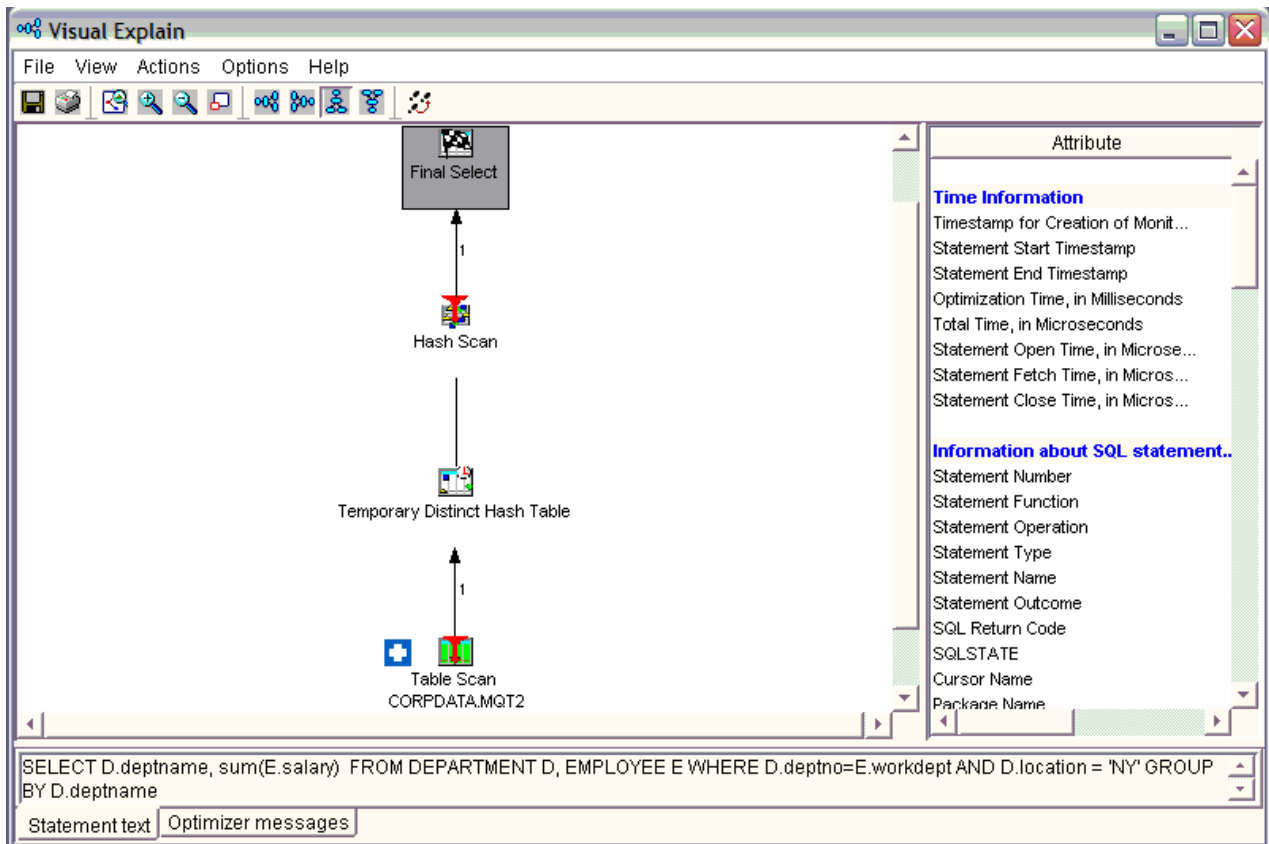 Visual Explain
File View Actions Options Help
Final Select
1
Hash Scan
Temporary Distinct Hash Table
1
Table Scan
CORPDATA.MQT2
Attribute
Time Information
Timestamp for Creation of Monit...
Statement Start Timestamp
Statement End Timestamp
Optimization Time, in Milliseconds
Total Time, in Microseconds
Statement Open Time, in Microse...
Statement Fetch Time, in Micros...
Statement Close Time, in Micros...
Information about SQL statement..
Statement Number
Statement Function
Statement Operation
Statement Type
Statement Name
Statement Outcome
SQL Return Code
SQLSTATE
Cursor Name
Package Name
SELECT D.deptname, sum(E.salary) FROM DEPARTMENT D, EMPLOYEE E WHERE D.deptno=E.workdept AND D.location = 'NY' GROUP
BY D.deptname
Statement text Optimizer messages